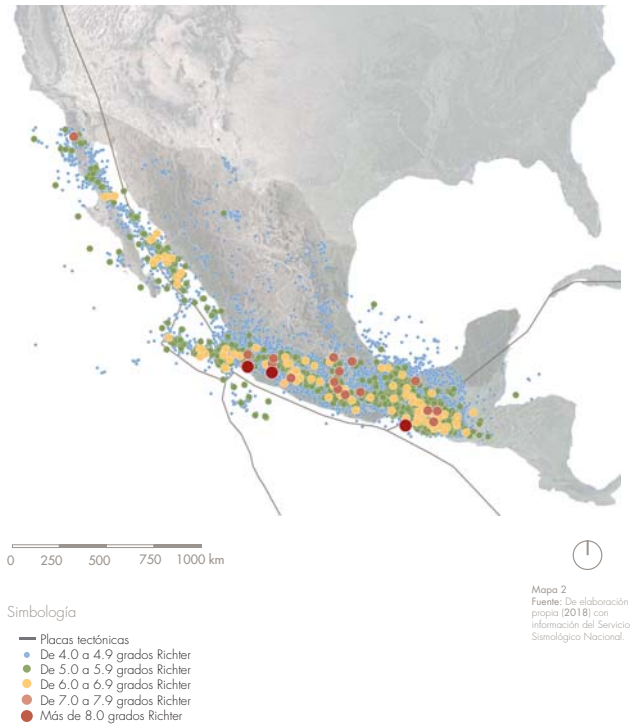 0 250 500 750 1000 km
Mapa 2
Fuente: De elaboración
propia (2018) con
información del Servicio
Sismológico Nacional.
Simbología
Placas tectónicas
De 4.0 a 4.9 grados Richter
De 5.0 a 5.9 grados Richter
De 6.0 a 6.9 grados Richter
De 7.0 a 7.9 grados Richter
Más de 8.0 grados Richter